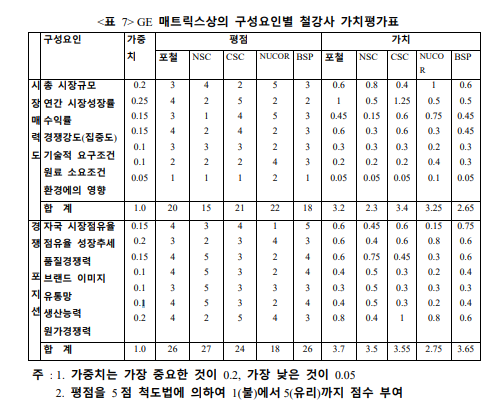 <표 7> GE 매트릭스상의 구성요인별 철강사 가치평가표
구성요인 가중치 평점 가치
포철 NSC CSC NUCOR BSP 포철 NSC CSC NUCOR BSP
시장매력도
총 시장규모 0.2 3 4 2 5 3 0.6 0.8 0.4 1 0.6
연간 시장성장률 0.25 4 2 5 2 2 1 0.5 1.25 0.5 0.5
수익률 0.15 3 1 4 5 3 0.45 0.15 0.6 0.75 0.45
경쟁강도(집중도) 0.15 4 2 4 2 3 0.6 0.3 0.6 0.3 0.45
기술적 요구조건 0.1 3 3 3 2 3 0.3 0.3 0.3 0.2 0.3
원료 소요조건 0.1 2 2 2 4 3 0.2 0.2 0.2 0.4 0.3
환경에의 영향 0.05 1 1 1 2 1 0.05 0.05 0.05 0.1 0.05
합 계 1.0 20 15 21 22 18 3.2 2.3 3.4 3.25 2.65
경쟁 포지션
자국 시장점유율 0.15 4 3 4 1 5 0.6 0.45 0.6 0.15 0.75
점유율 성장추세 0.2 3 2 3 4 3 0.6 0.4 0.6 0.8 0.6
품질경쟁력 0.15 4 5 3 2 4 0.6 0.75 0.45 0.3 0.6
브랜드 이미지 0.1 4 5 3 2 4 0.4 0.5 0.3 0.2 0.4
유통망 0.1 3 5 3 3 3 0.3 0.5 0.3 0.3 0.3
생산능력 0.1 4 5 3 2 4 0.4 0.5 0.3 0.2 0.4
원가경쟁력 0.2 4 2 5 4 3 0.8 0.4 1 0.8 0.6
합 계 1.0 26 27 24 18 26 3.7 3.5 3.55 2.75 3.65
주 : 1. 가중치는 가장 중요한 것이 0.2, 가장 낮은 것이 0.05
2. 평점을 5점 척도법에 의하여 1(불)에서 5(유리)까지 점수 부여